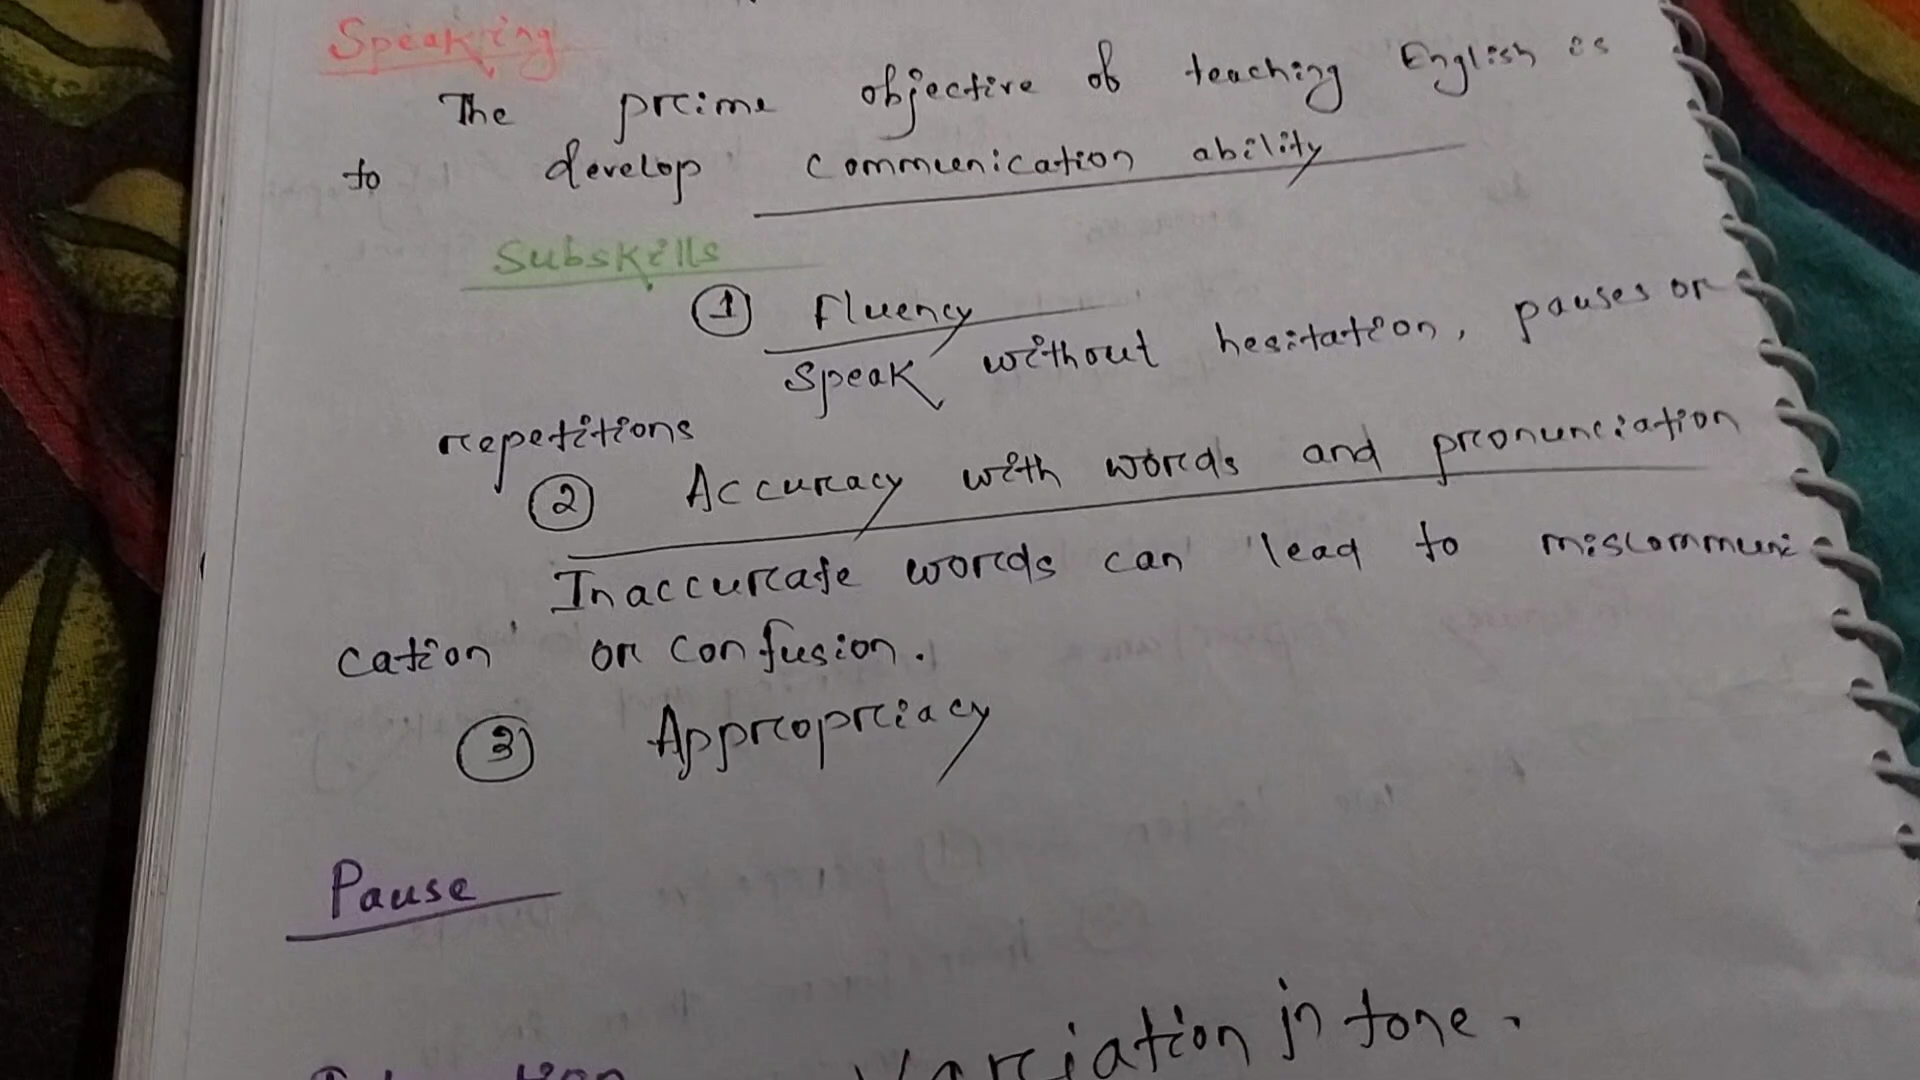 Speaking
The prime objective of teaching English is
to develop communication ability
Subskills
① Fluency
Speak without hesitation, pauses or
repetitions
② Accuracy with words and pronunciation
Inaccurate words can lead to miscommuni
cation or confusion.
③ Appropriacy
Pause
Variation in tone.